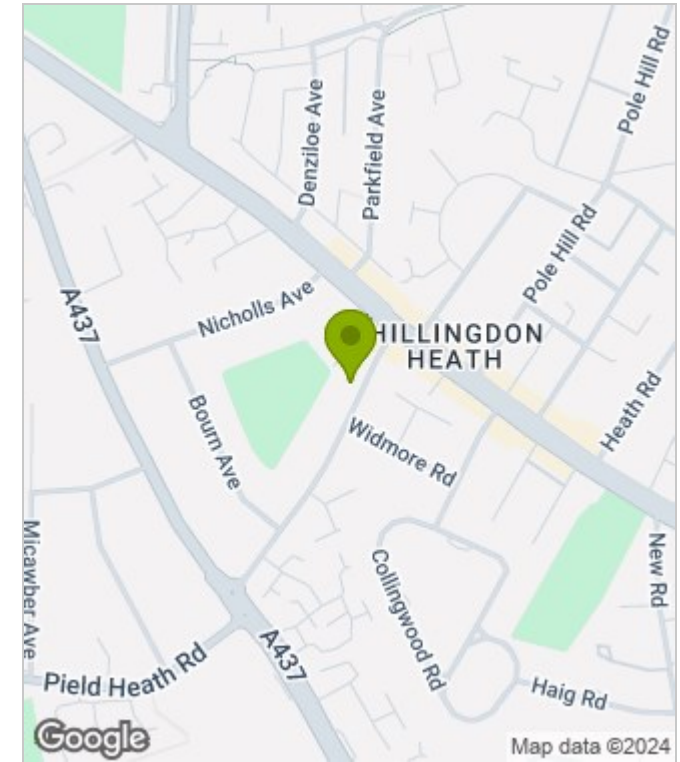 Pole Hill Rd
Denziloe Ave
Parkfield Ave
Pole Hill Rd
A437
Nicholls Ave
HILLINGDON
HEATH
Heath Rd
Bourn Ave
Widmore Rd
Micawber Ave
New Rd
Collingwood Rd
A437
Pield Heath Rd
Haig Rd
Google
Map data ©2024